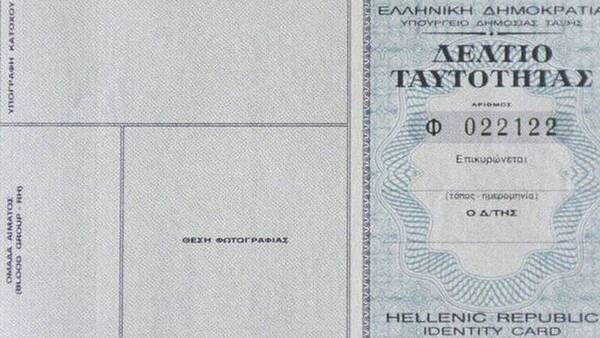 ΥΠΟΓΡΑΦΗ ΚΑΤΟΧΟΥ
ΟΜΑΔΑ ΑΙΜΑΤΟΣ
(BLOOD GROUP - RH)
ΘΕΣΗ ΦΩΤΟΓΡΑΦΙΑΣ
ΕΛΛΗΝΙΚΗ ΔΗΜΟΚΡΑΤΙΑ
ΥΠΟΥΡΓΕΙΟ ΔΗΜΟΣΙΑΣ ΤΑΞΗΣ
ΔΕΛΤΙΟ
ΤΑΥΤΟΤΗΤΑΣ
ΑΡΙΘΜΟΣ
Φ 022122
Επικυρώνεται
(τόπος - ημερομηνία)
Ο Δ/ΤΗΣ
HELLENIC REPUBLIC
IDENTITY CARD